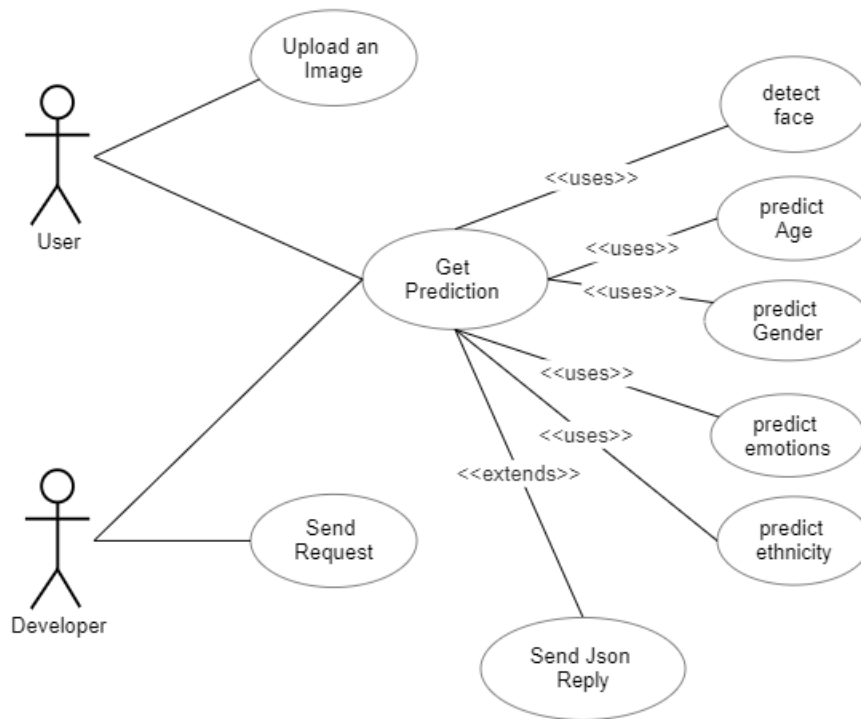 Upload an
Image
detect
face
<<uses>>
predict
Age
User
<<uses>>
Get
Prediction
<<uses>>
predict
Gender
<<uses>>
predict
emotions
<<uses>>
<<extends>>
Send
Request
predict
ethnicity
Developer
Send Json
Reply